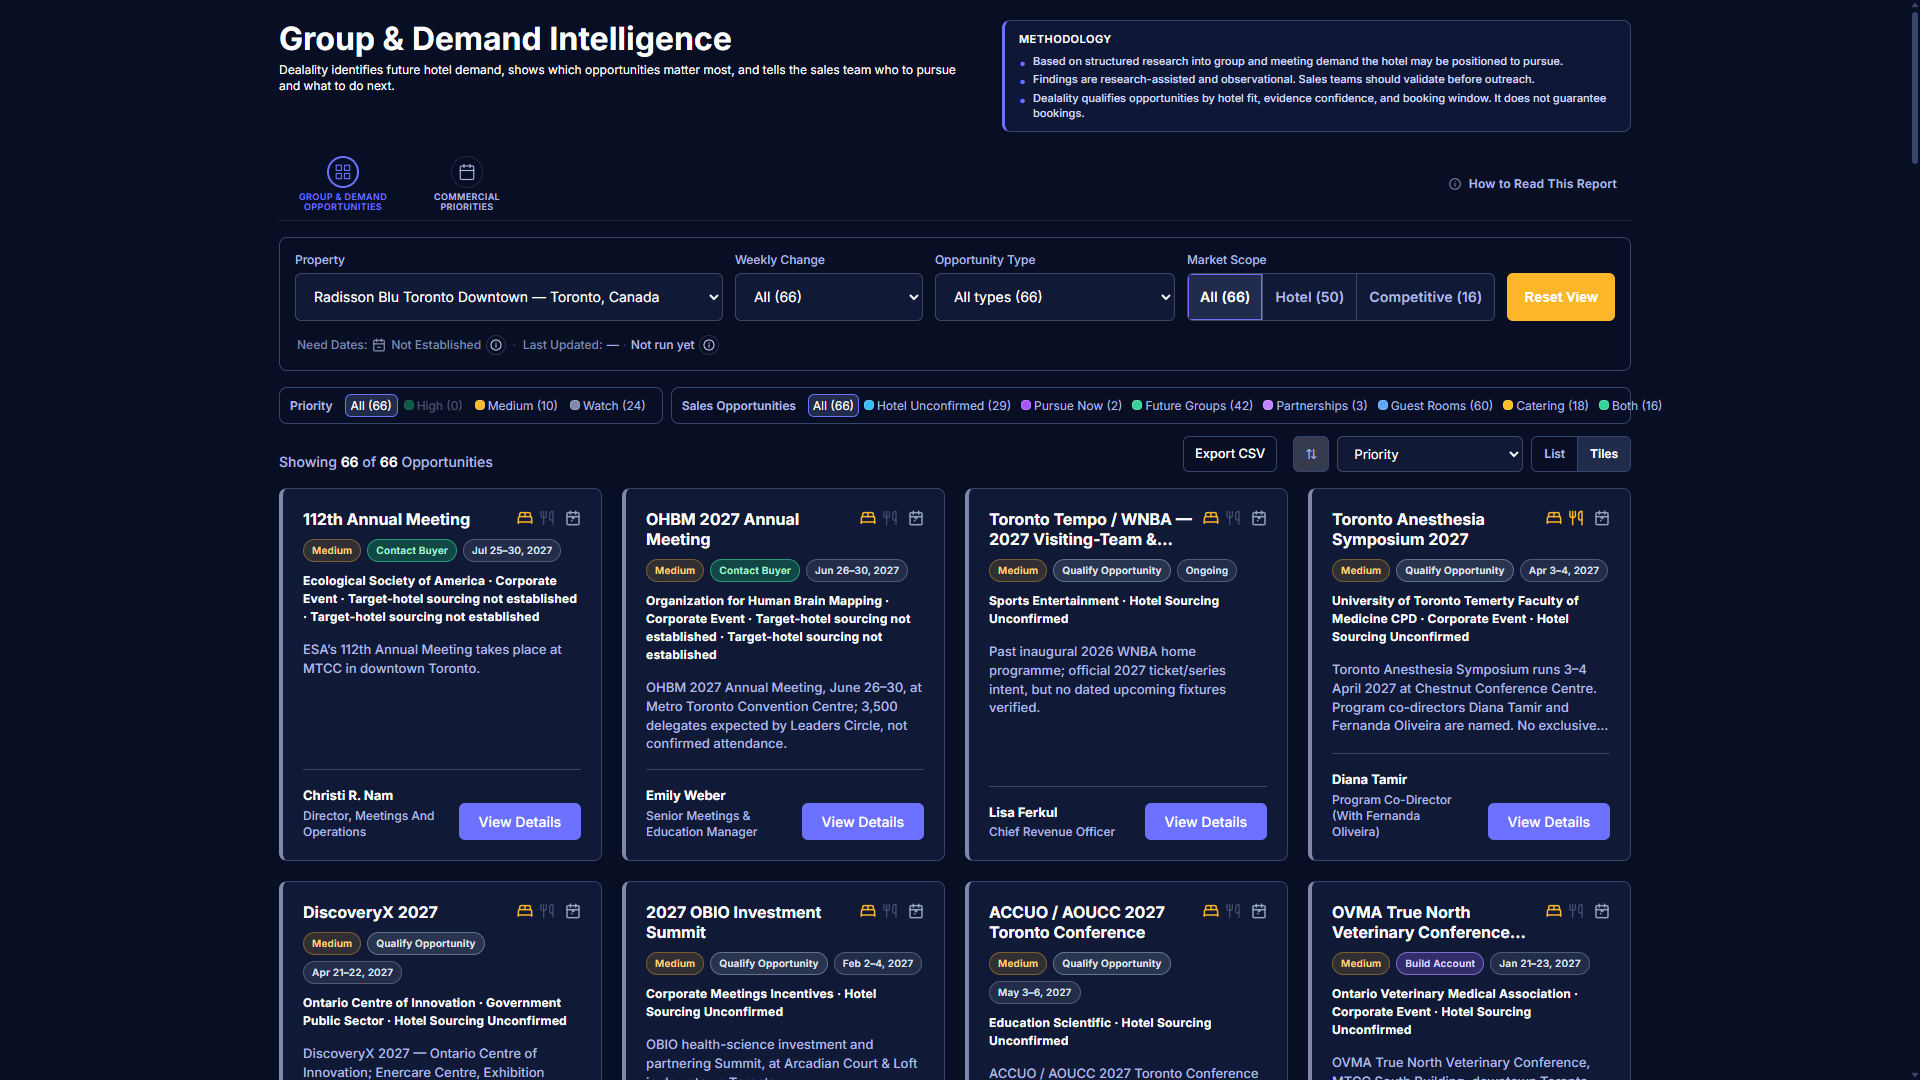 Group & Demand Intelligence
Dealality identifies future hotel demand, shows which opportunities matter most, and tells the sales team who to pursue
and what to do next.
METHODOLOGY
Based on structured research into group and meeting demand the hotel may be positioned to pursue.
Findings are research-assisted and observational. Sales teams should validate before outreach.
Dealality qualifies opportunities by hotel fit, evidence confidence, and booking window. It does not guarantee
bookings.
GROUP & DEMAND
OPPORTUNITIES
COMMERCIAL
PRIORITIES
How to Read This Report
Property
Weekly Change
Opportunity Type
Market Scope
Radisson Blu Toronto Downtown — Toronto, Canada
All (66)
All types (66)
All (66)
Hotel (50)
Competitive (16)
Reset View
Need Dates: Not Established · Last Updated: — · Not run yet
Priority All (66) High (0) Medium (10) Watch (24)
Sales Opportunities All (66) Hotel Unconfirmed (29) Pursue Now (2) Future Groups (42) Partnerships (3) Guest Rooms (60) Catering (18) Both (16)
Showing 66 of 66 Opportunities
Export CSV
Priority
List
Tiles
112th Annual Meeting
Medium
Contact Buyer
Jul 25–30, 2027
Ecological Society of America · Corporate
Event · Target-hotel sourcing not established
· Target-hotel sourcing not established
ESA's 112th Annual Meeting takes place at
MTCC in downtown Toronto.
Christi R. Nam
Director, Meetings And
Operations
View Details
OHBM 2027 Annual
Meeting
Medium
Contact Buyer
Jun 26–30, 2027
Organization for Human Brain Mapping ·
Corporate Event · Target-hotel sourcing not
established · Target-hotel sourcing not
established
OHBM 2027 Annual Meeting, June 26–30, at
Metro Toronto Convention Centre; 3,500
delegates expected by Leaders Circle, not
confirmed attendance.
Emily Weber
Senior Meetings &
Education Manager
View Details
Toronto Tempo / WNBA —
2027 Visiting-Team &...
Medium
Qualify Opportunity
Ongoing
Sports Entertainment · Hotel Sourcing
Unconfirmed
Past inaugural 2026 WNBA home
programme; official 2027 ticket/series
intent, but no dated upcoming fixtures
verified.
Lisa Ferkul
Chief Revenue Officer
View Details
Toronto Anesthesia
Symposium 2027
Medium
Qualify Opportunity
Apr 3–4, 2027
University of Toronto Temerty Faculty of
Medicine CPD · Corporate Event · Hotel
Sourcing Unconfirmed
Toronto Anesthesia Symposium runs 3–4
April 2027 at Chestnut Conference Centre.
Program co-directors Diana Tamir and
Fernanda Oliveira are named. No exclusive...
Diana Tamir
Program Co-Director
(With Fernanda
Oliveira)
View Details
DiscoveryX 2027
Medium
Qualify Opportunity
Apr 21–22, 2027
Ontario Centre of Innovation · Government
Public Sector · Hotel Sourcing Unconfirmed
DiscoveryX 2027 — Ontario Centre of
Innovation; Enercare Centre, Exhibition
2027 OBIO Investment
Summit
Medium
Qualify Opportunity
Feb 2–4, 2027
Corporate Meetings Incentives · Hotel
Sourcing Unconfirmed
OBIO health-science investment and
partnering Summit, at Arcadian Court & Loft
ACCUO / AOUCC 2027
Toronto Conference
Medium
Qualify Opportunity
May 3–6, 2027
Education Scientific · Hotel Sourcing
Unconfirmed
ACCUO / AOUCC 2027 Toronto Conference
OVMA True North
Veterinary Conference...
Medium
Build Account
Jan 21–23, 2027
Ontario Veterinary Medical Association ·
Corporate Event · Hotel Sourcing
Unconfirmed
OVMA True North Veterinary Conference,
MTCC South Building, downtown Toronto